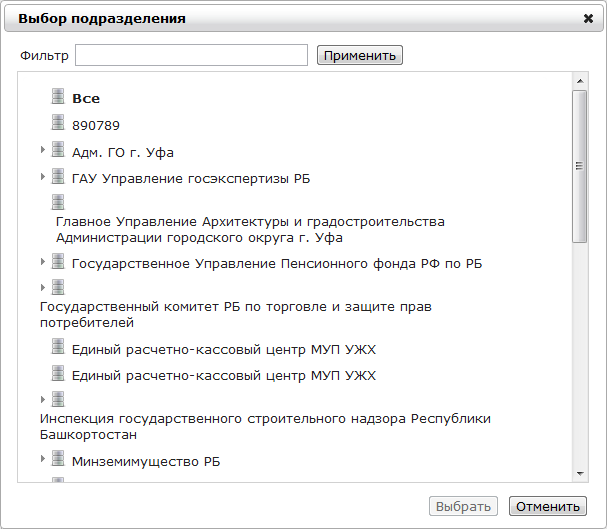 Выбор подразделения
Фильтр Применить
Все
890789
Адм. ГО г. Уфа
ГАУ Управление госэкспертизы РБ
Главное Управление Архитектуры и градостроительства
Администрации городского округа г. Уфа
Государственное Управление Пенсионного фонда РФ по РБ
Государственный комитет РБ по торговле и защите прав
потребителей
Единый расчетно-кассовый центр МУП УЖХ
Единый расчетно-кассовый центр МУП УЖХ
Инспекция государственного строительного надзора Республики
Башкортостан
Минземимущество РБ
Выбрать Отменить